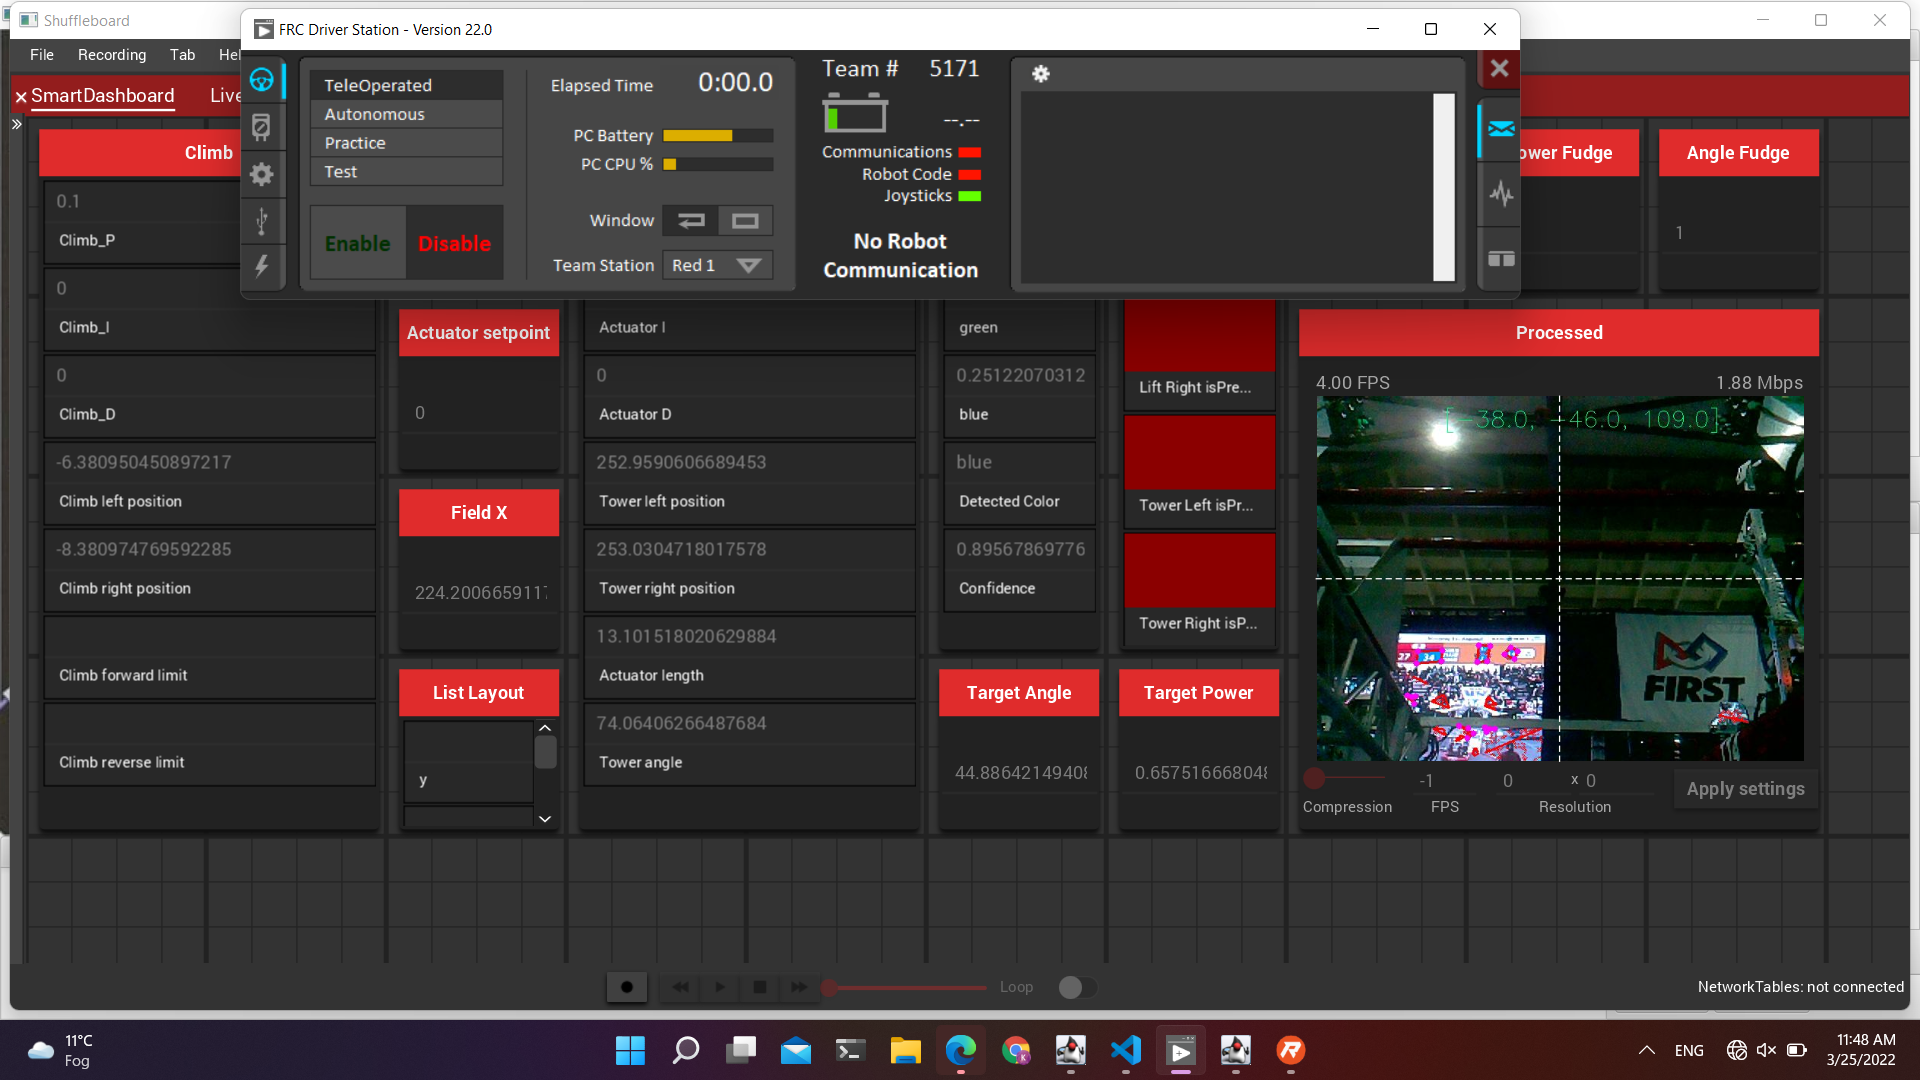 Shuffleboard
FRC Driver Station - Version 22.0
File Recording Tab
TeleOperated
Autonomous
Practice
Test
Enable Disable
Elapsed Time 0:00.0
PC Battery
PC CPU %
Window
Team Station Red 1
Team # 5171
--.--
Communications
Robot Code
Joysticks
No Robot
Communication
SmartDashboard
Climb
0.1
Climb_P
0
Climb_I
0
Climb_D
-6.380950450897217
Climb left position
-8.380974769592285
Climb right position
Climb forward limit
Climb reverse limit
Actuator setpoint
0
Field X
224.2006659117
List Layout
y
Actuator I
0
Actuator D
252.9590606689453
Tower left position
253.0304718017578
Tower right position
13.101518020629884
Actuator length
74.06406266487684
Tower angle
green
0.25122070312
blue
blue
Detected Color
0.89567869776
Confidence
Target Angle
44.88642149408
Lift Right isPre...
Tower Left isPr...
Tower Right isP...
Target Power
0.657516668048
ower Fudge
Angle Fudge
1
Processed
4.00 FPS 1.88 Mbps
[-38.0, -46.0, 109.0]
27 34
FIRST
-1 0 x 0
Compression FPS Resolution
Apply settings
Loop
NetworkTables: not connected
11°C
Fog
ENG
11:48 AM
3/25/2022